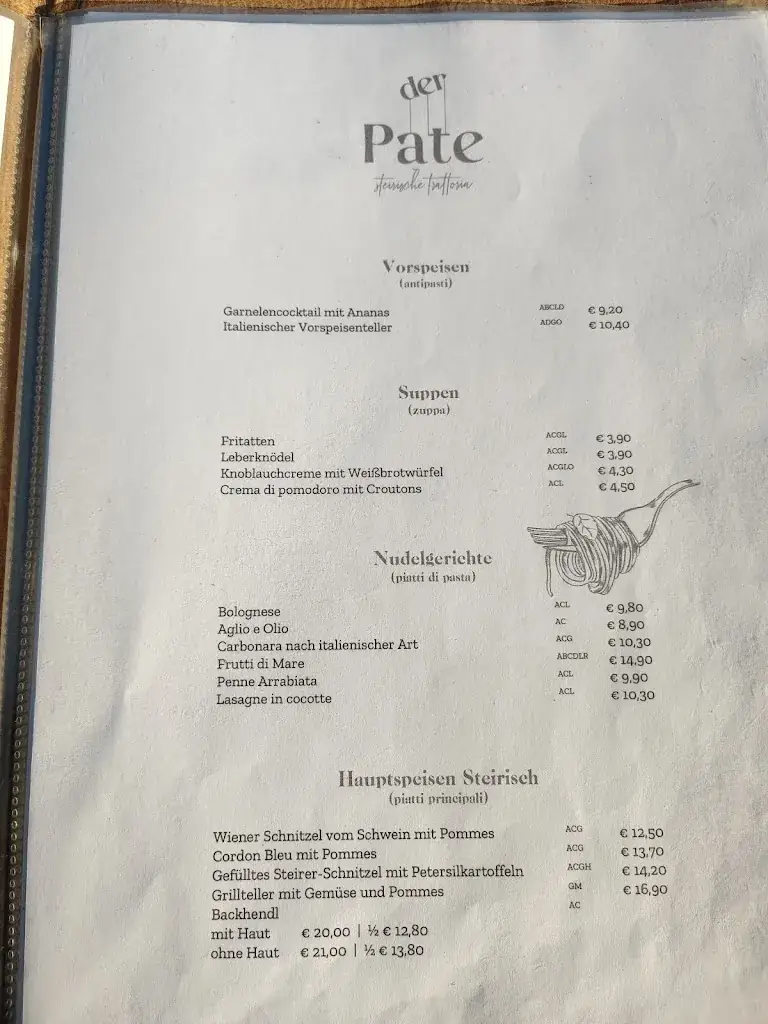 der
Pate
steirische trattoria
Vorspeisen
(antipasti)
Garnelencocktail mit Ananas ABCLD € 9,20
Italienischer Vorspeisenteller ADGO € 10,40
Suppen
(zuppa)
Fritatten ACGL € 3,90
Leberknödel ACGL € 3,90
Knoblauchcreme mit Weißbrotwürfel ACGLO € 4,30
Crema di pomodoro mit Croutons ACL € 4,50
Nudelgerichte
(piatti di pasta)
Bolognese ACL € 9,80
Aglio e Olio AC € 8,90
Carbonara nach italienischer Art ACG € 10,30
Frutti di Mare ABCDLR € 14,90
Penne Arrabiata ACL € 9,90
Lasagne in cocotte ACL € 10,30
Hauptspeisen Steirisch
(piatti principali)
Wiener Schnitzel vom Schwein mit Pommes ACG € 12,50
Cordon Bleu mit Pommes ACG € 13,70
Gefülltes Steirer-Schnitzel mit Petersilkartoffeln ACGH € 14,20
Grillteller mit Gemüse und Pommes GM € 16,90
Backhendl AC
mit Haut € 20,00 | ½ € 12,80
ohne Haut € 21,00 | ½ € 13,80